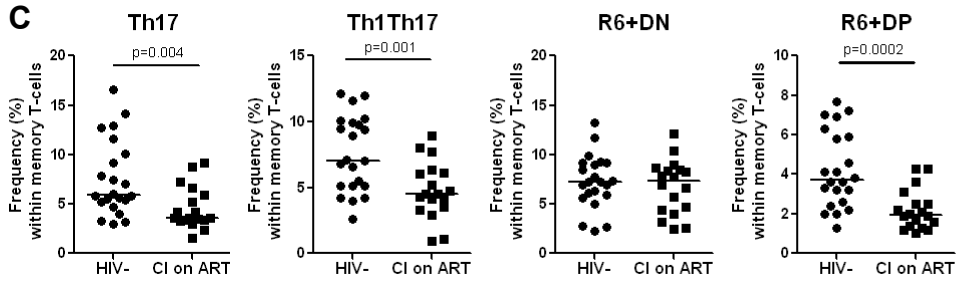 C
Th17
Th1Th17
R6+DN
R6+DP
p=0.004
p=0.001
p=0.0002
Frequency (%)
within memory T-cells
20
15
10
5
0
HIV-
CI on ART
Frequency (%)
within memory T-cells
15
10
5
0
HIV-
CI on ART
Frequency (%)
within memory T-cells
20
15
10
5
0
HIV-
CI on ART
Frequency (%)
within memory T-cells
10
8
6
4
2
0
HIV-
CI on ART